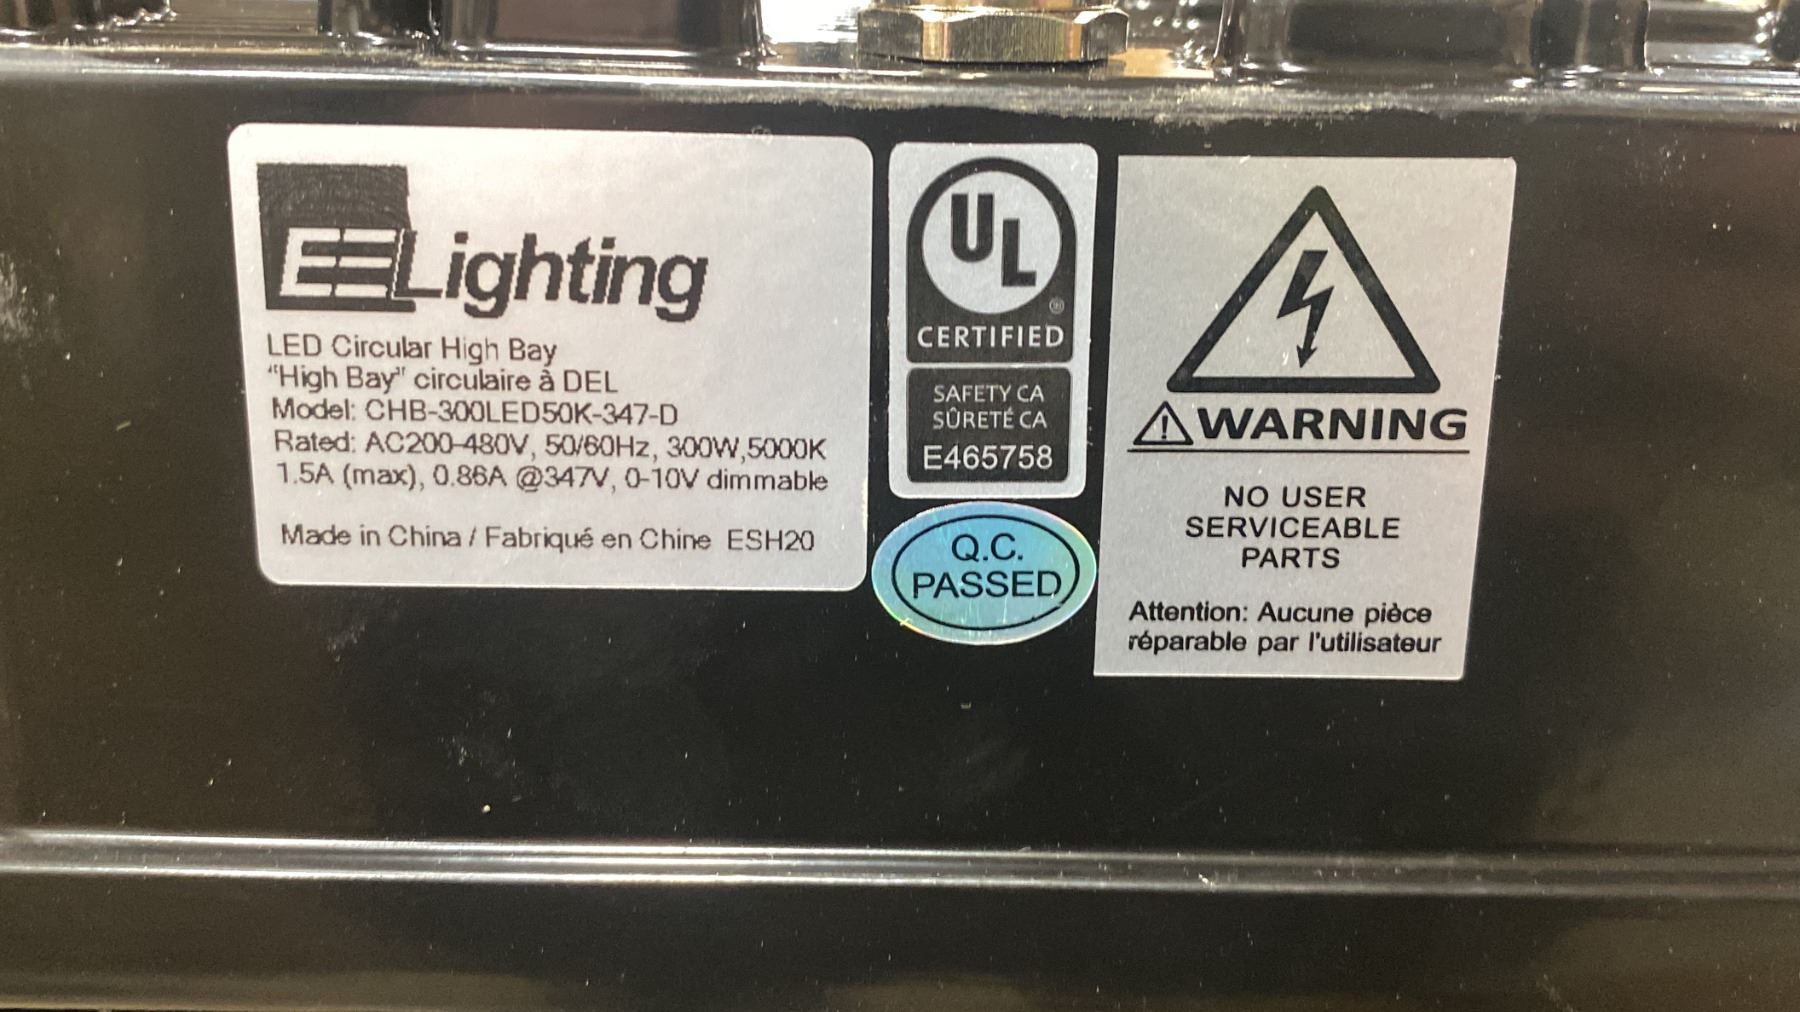 EELighting
LED Circular High Bay
"High Bay" circulaire à DEL
Model: CHB-300LED50K-347-D
Rated: AC200-480V, 50/60Hz, 300W,5000K
1.5A (max), 0.86A @347V, 0-10V dimmable
Made in China / Fabriqué en Chine ESH20
UL
®
CERTIFIED
SAFETY CA
SÛRETÉ CA
E465758
Q.C.
PASSED
WARNING
NO USER
SERVICEABLE
PARTS
Attention: Aucune pièce
réparable par l'utilisateur